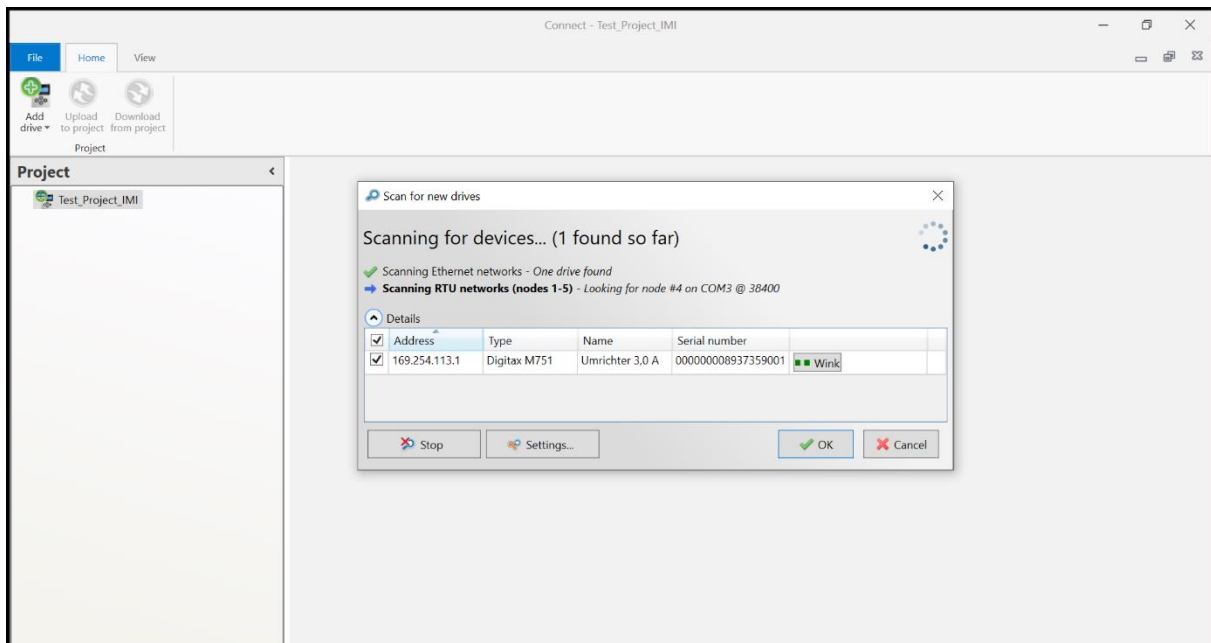 Connect - Test_Project_IMI
File Home View
Add drive
Upload to project
Download from project
Project
Project
Test_Project_IMI
Scan for new drives
Scanning for devices... (1 found so far)
Scanning Ethernet networks - One drive found
Scanning RTU networks (nodes 1-5) - Looking for node #4 on COM3 @ 38400
Details
Address Type Name Serial number
169.254.113.1 Digitax M751 Umrichter 3,0 A 000000008937359001 Wink
Stop Settings... OK Cancel